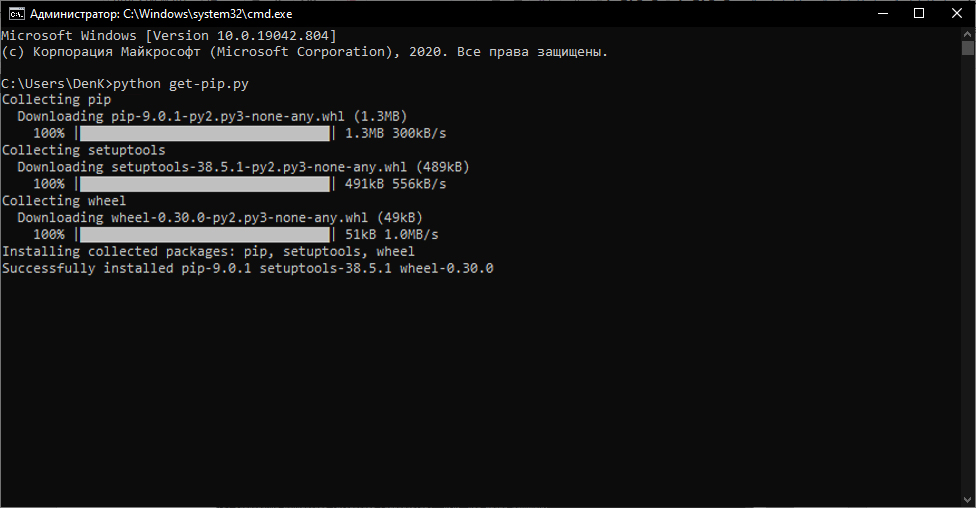 Администратор: C:\Windows\system32\cmd.exe
Microsoft Windows [Version 10.0.19042.804]
(c) Корпорация Майкрософт (Microsoft Corporation), 2020. Все права защищены.
C:\Users\DenK>python get-pip.py
Collecting pip
Downloading pip-9.0.1-py2.py3-none-any.whl (1.3MB)
100% |████████████████████████████████| 1.3MB 300kB/s
Collecting setuptools
Downloading setuptools-38.5.1-py2.py3-none-any.whl (489kB)
100% |████████████████████████████████| 491kB 556kB/s
Collecting wheel
Downloading wheel-0.30.0-py2.py3-none-any.whl (49kB)
100% |████████████████████████████████| 51kB 1.0MB/s
Installing collected packages: pip, setuptools, wheel
Successfully installed pip-9.0.1 setuptools-38.5.1 wheel-0.30.0